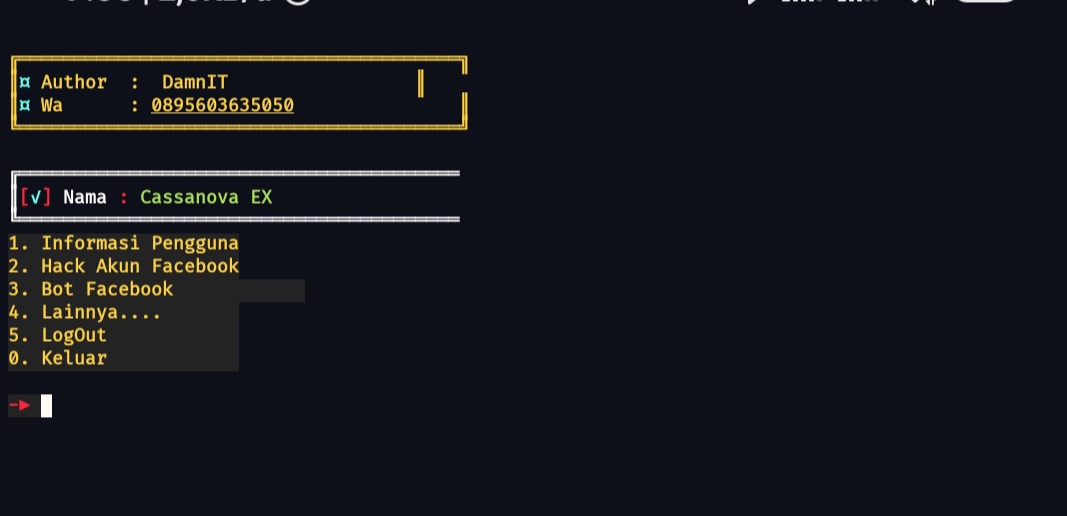 ¤ Author : DamnIT
¤ Wa : 0895603635050
[√] Nama : Cassanova EX
1. Informasi Pengguna
2. Hack Akun Facebook
3. Bot Facebook
4. Lainnya....
5. LogOut
0. Keluar